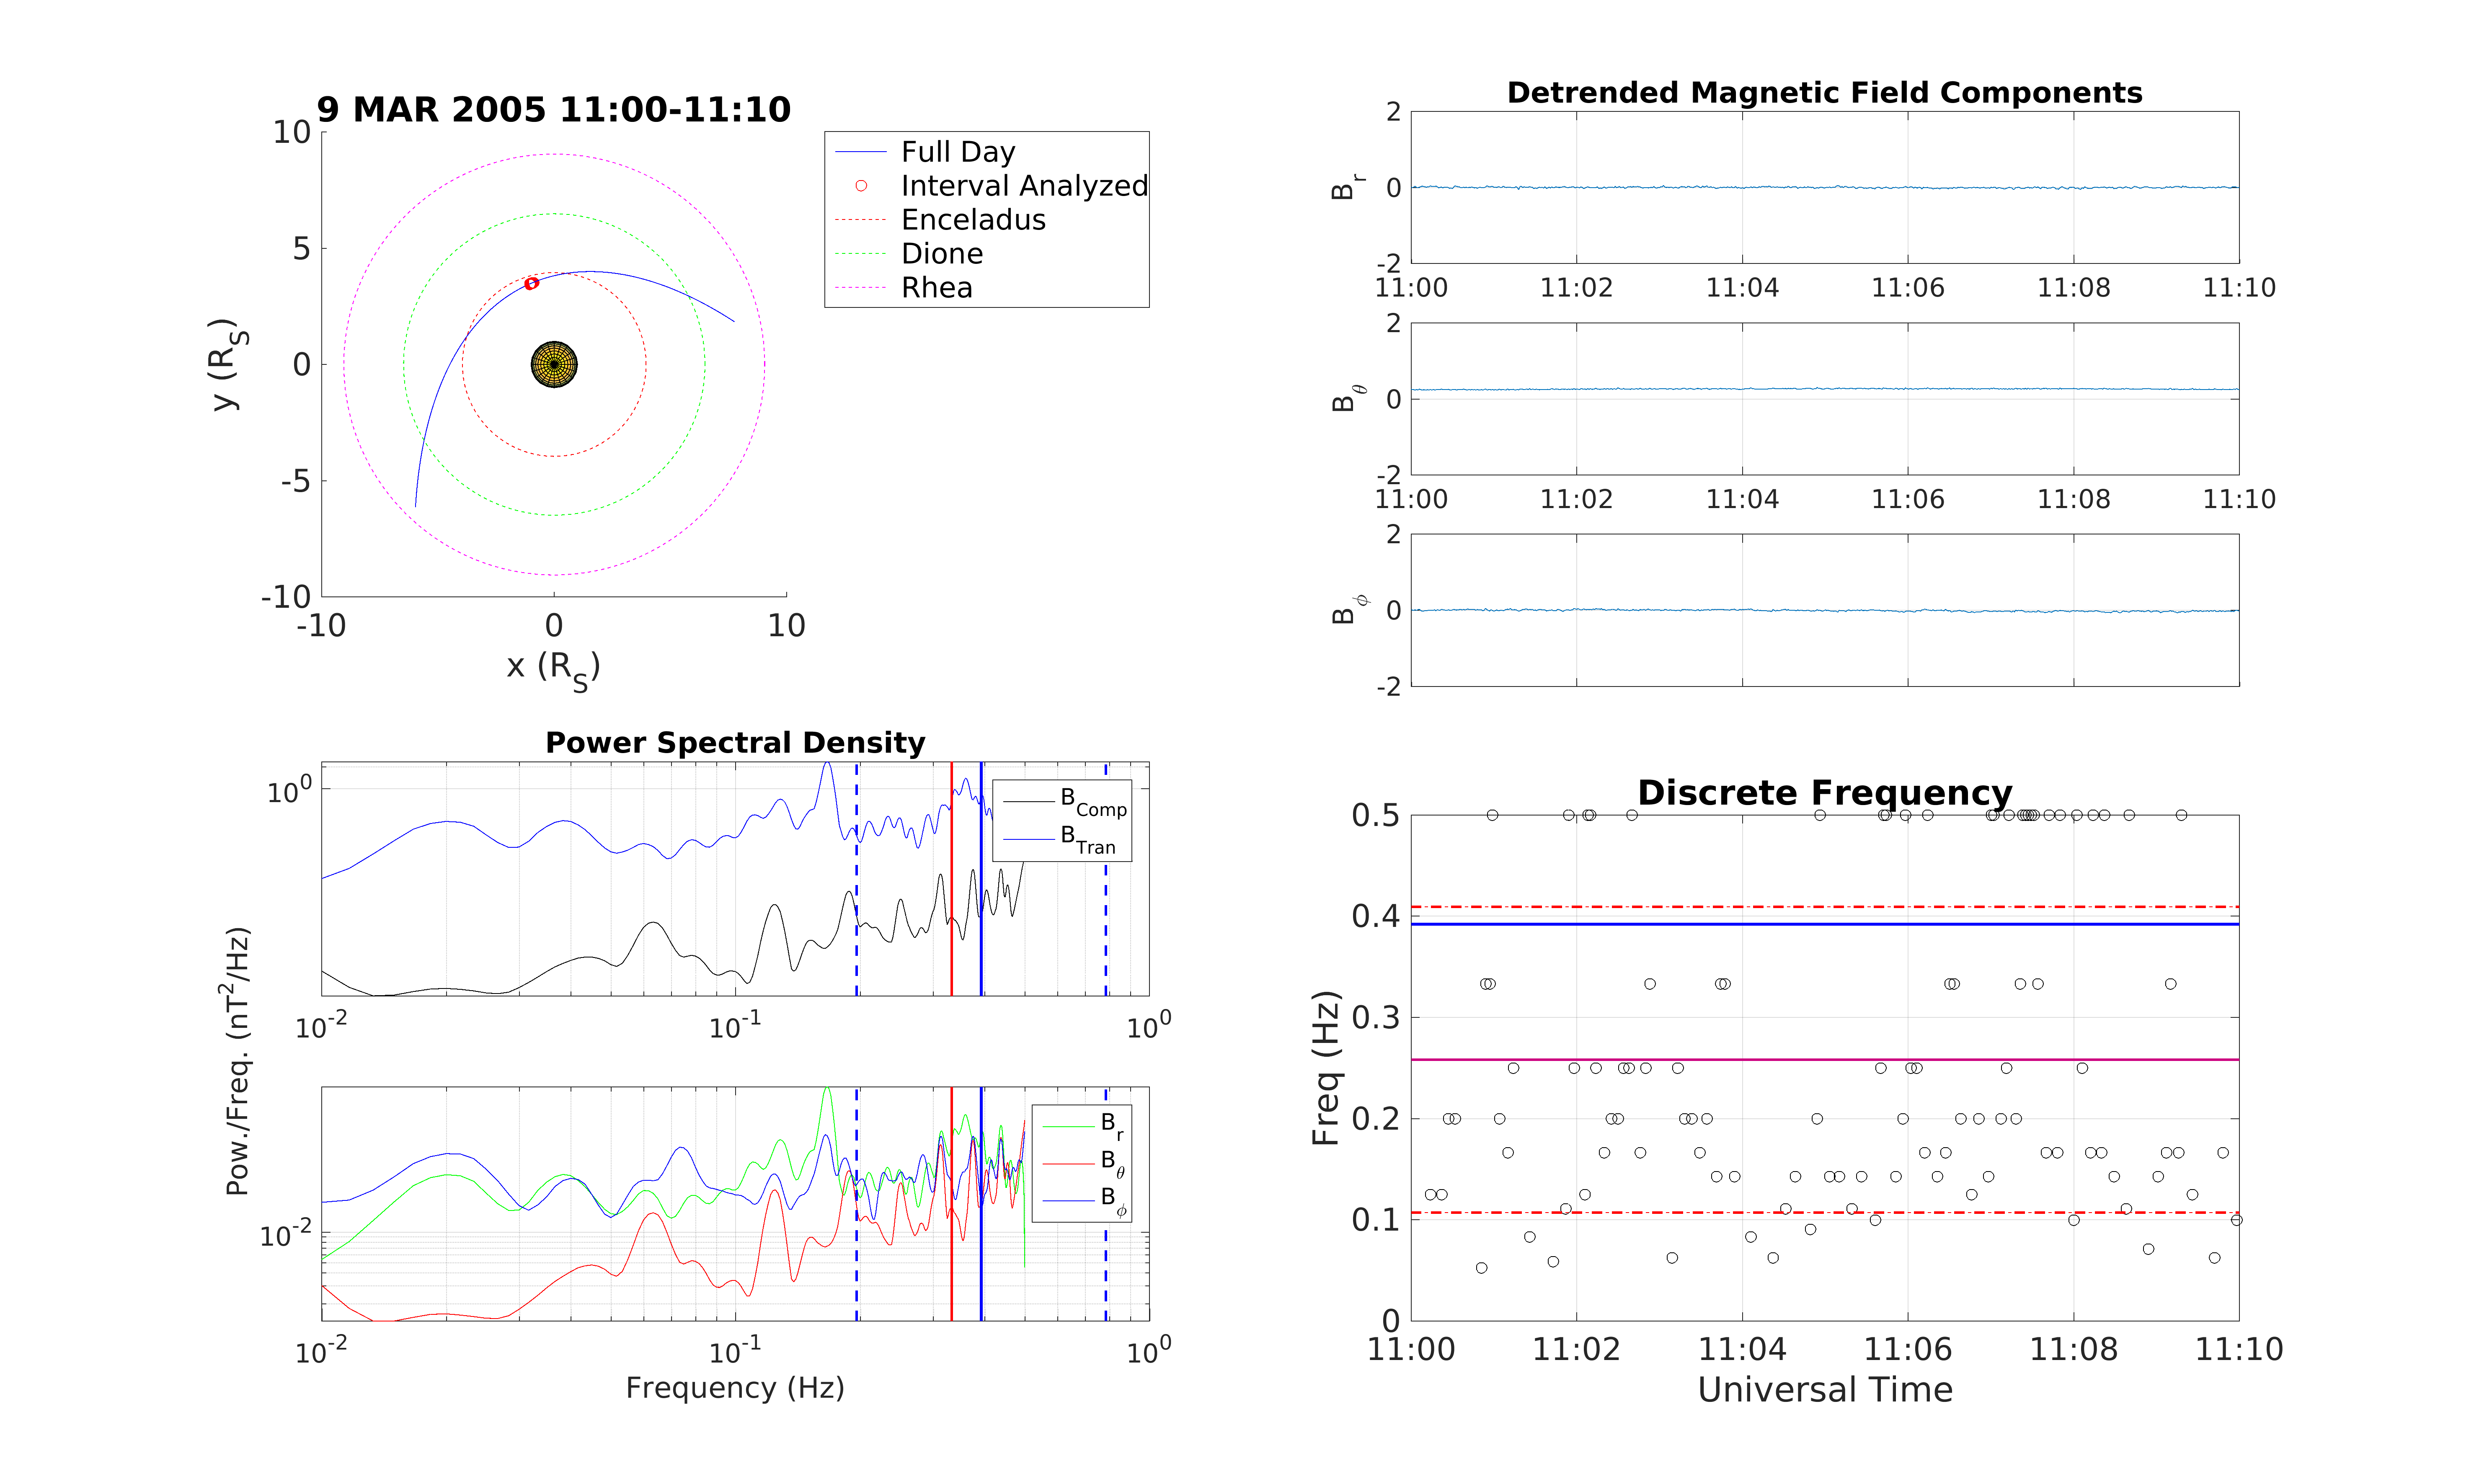 9 MAR 2005 11:00-11:10
10
5
0
-5
-10
-10 0 10
y (R_S)
x (R_S)
Full Day
Interval Analyzed
Enceladus
Dione
Rhea
Detrended Magnetic Field Components
2
0
-2
B_r
11:00 11:02 11:04 11:06 11:08 11:10
2
0
-2
B_θ
11:00 11:02 11:04 11:06 11:08 11:10
2
0
-2
B_ϕ
Power Spectral Density
10^0
B_Comp
B_Tran
10^-2 10^-1 10^0
Pow./Freq. (nT^2/Hz)
10^-2
B_r
B_θ
B_ϕ
10^-2 10^-1 10^0
Frequency (Hz)
Discrete Frequency
0.5
0.4
0.3
0.2
0.1
0
Freq (Hz)
11:00 11:02 11:04 11:06 11:08 11:10
Universal Time